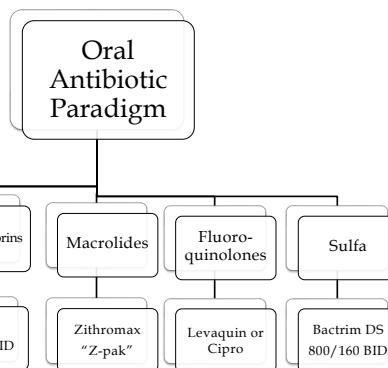 Oral
Antibiotic
Paradigm
Macrolides
Fluoro-
quinolones
Sulfa
Zithromax
“Z-pak”
Levaquin or
Cipro
Bactrim DS
800/160 BID